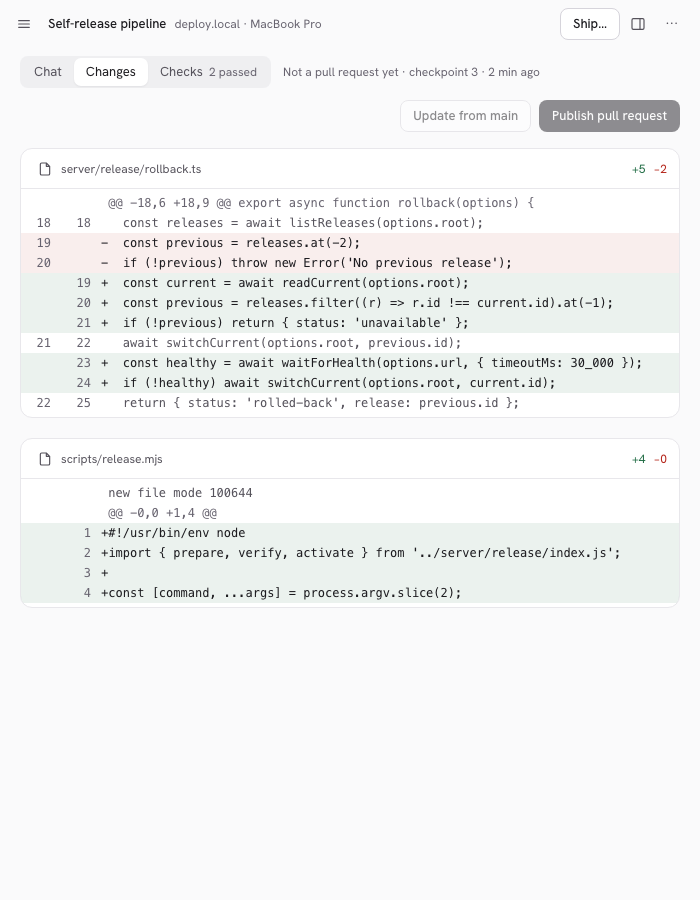 Self-release pipeline deploy.local · MacBook Pro Ship... ···
Chat Changes Checks 2 passed Not a pull request yet · checkpoint 3 · 2 min ago
Update from main Publish pull request
server/release/rollback.ts +5 -2
@@ -18,6 +18,9 @@ export async function rollback(options) {
18 18 const releases = await listReleases(options.root);
19 - const previous = releases.at(-2);
20 - if (!previous) throw new Error('No previous release');
19 + const current = await readCurrent(options.root);
20 + const previous = releases.filter((r) => r.id !== current.id).at(-1);
21 + if (!previous) return { status: 'unavailable' };
21 22 await switchCurrent(options.root, previous.id);
23 + const healthy = await waitForHealth(options.url, { timeoutMs: 30_000 });
24 + if (!healthy) await switchCurrent(options.root, current.id);
22 25 return { status: 'rolled-back', release: previous.id };
scripts/release.mjs +4 -0
new file mode 100644
@@ -0,0 +1,4 @@
1 +#!/usr/bin/env node
2 +import { prepare, verify, activate } from '../server/release/index.js';
3 +
4 +const [command, ...args] = process.argv.slice(2);